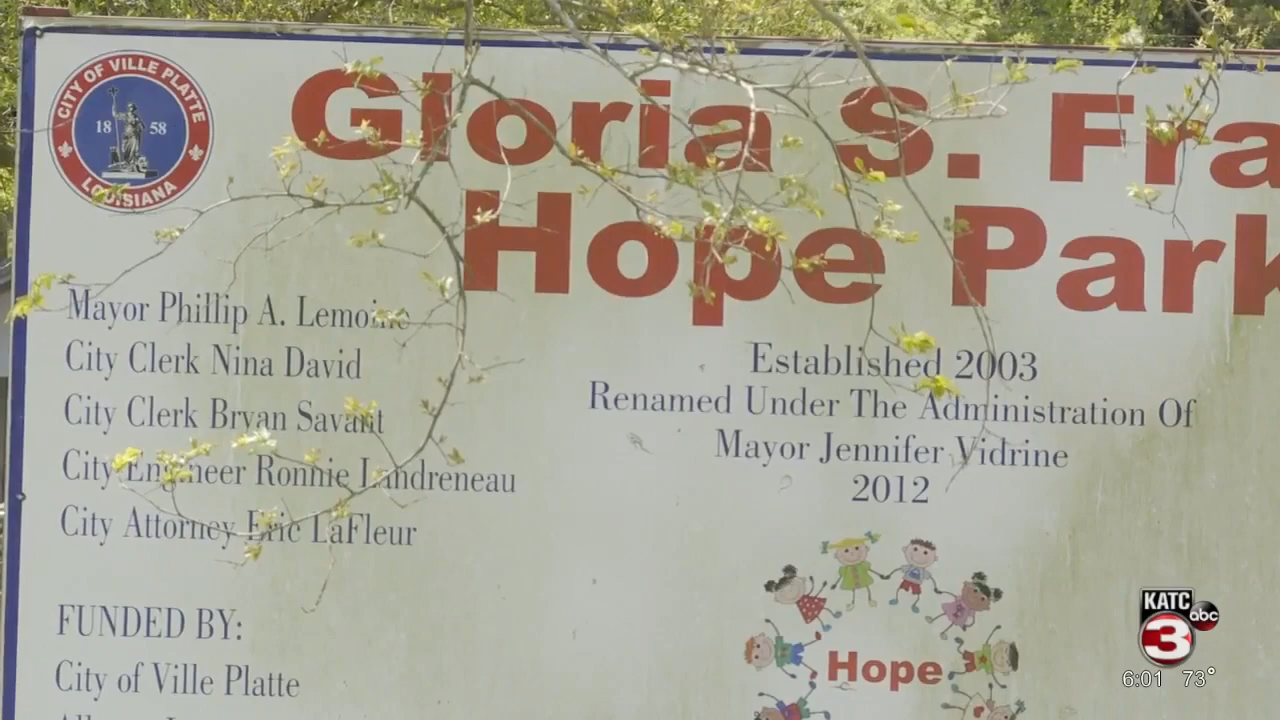 CITY OF VILLE PLATTE
18 58
LOUISIANA
Gloria S. Fra
Hope Park
Mayor Phillip A. Lemoine
City Clerk Nina David
City Clerk Bryan Savant
City Engineer Ronnie Landreneau
City Attorney Eric LaFleur
FUNDED BY:
City of Ville Platte
Established 2003
Renamed Under The Administration Of
Mayor Jennifer Vidrine
2012
Hope
KATC
3
abc
6:01 73°